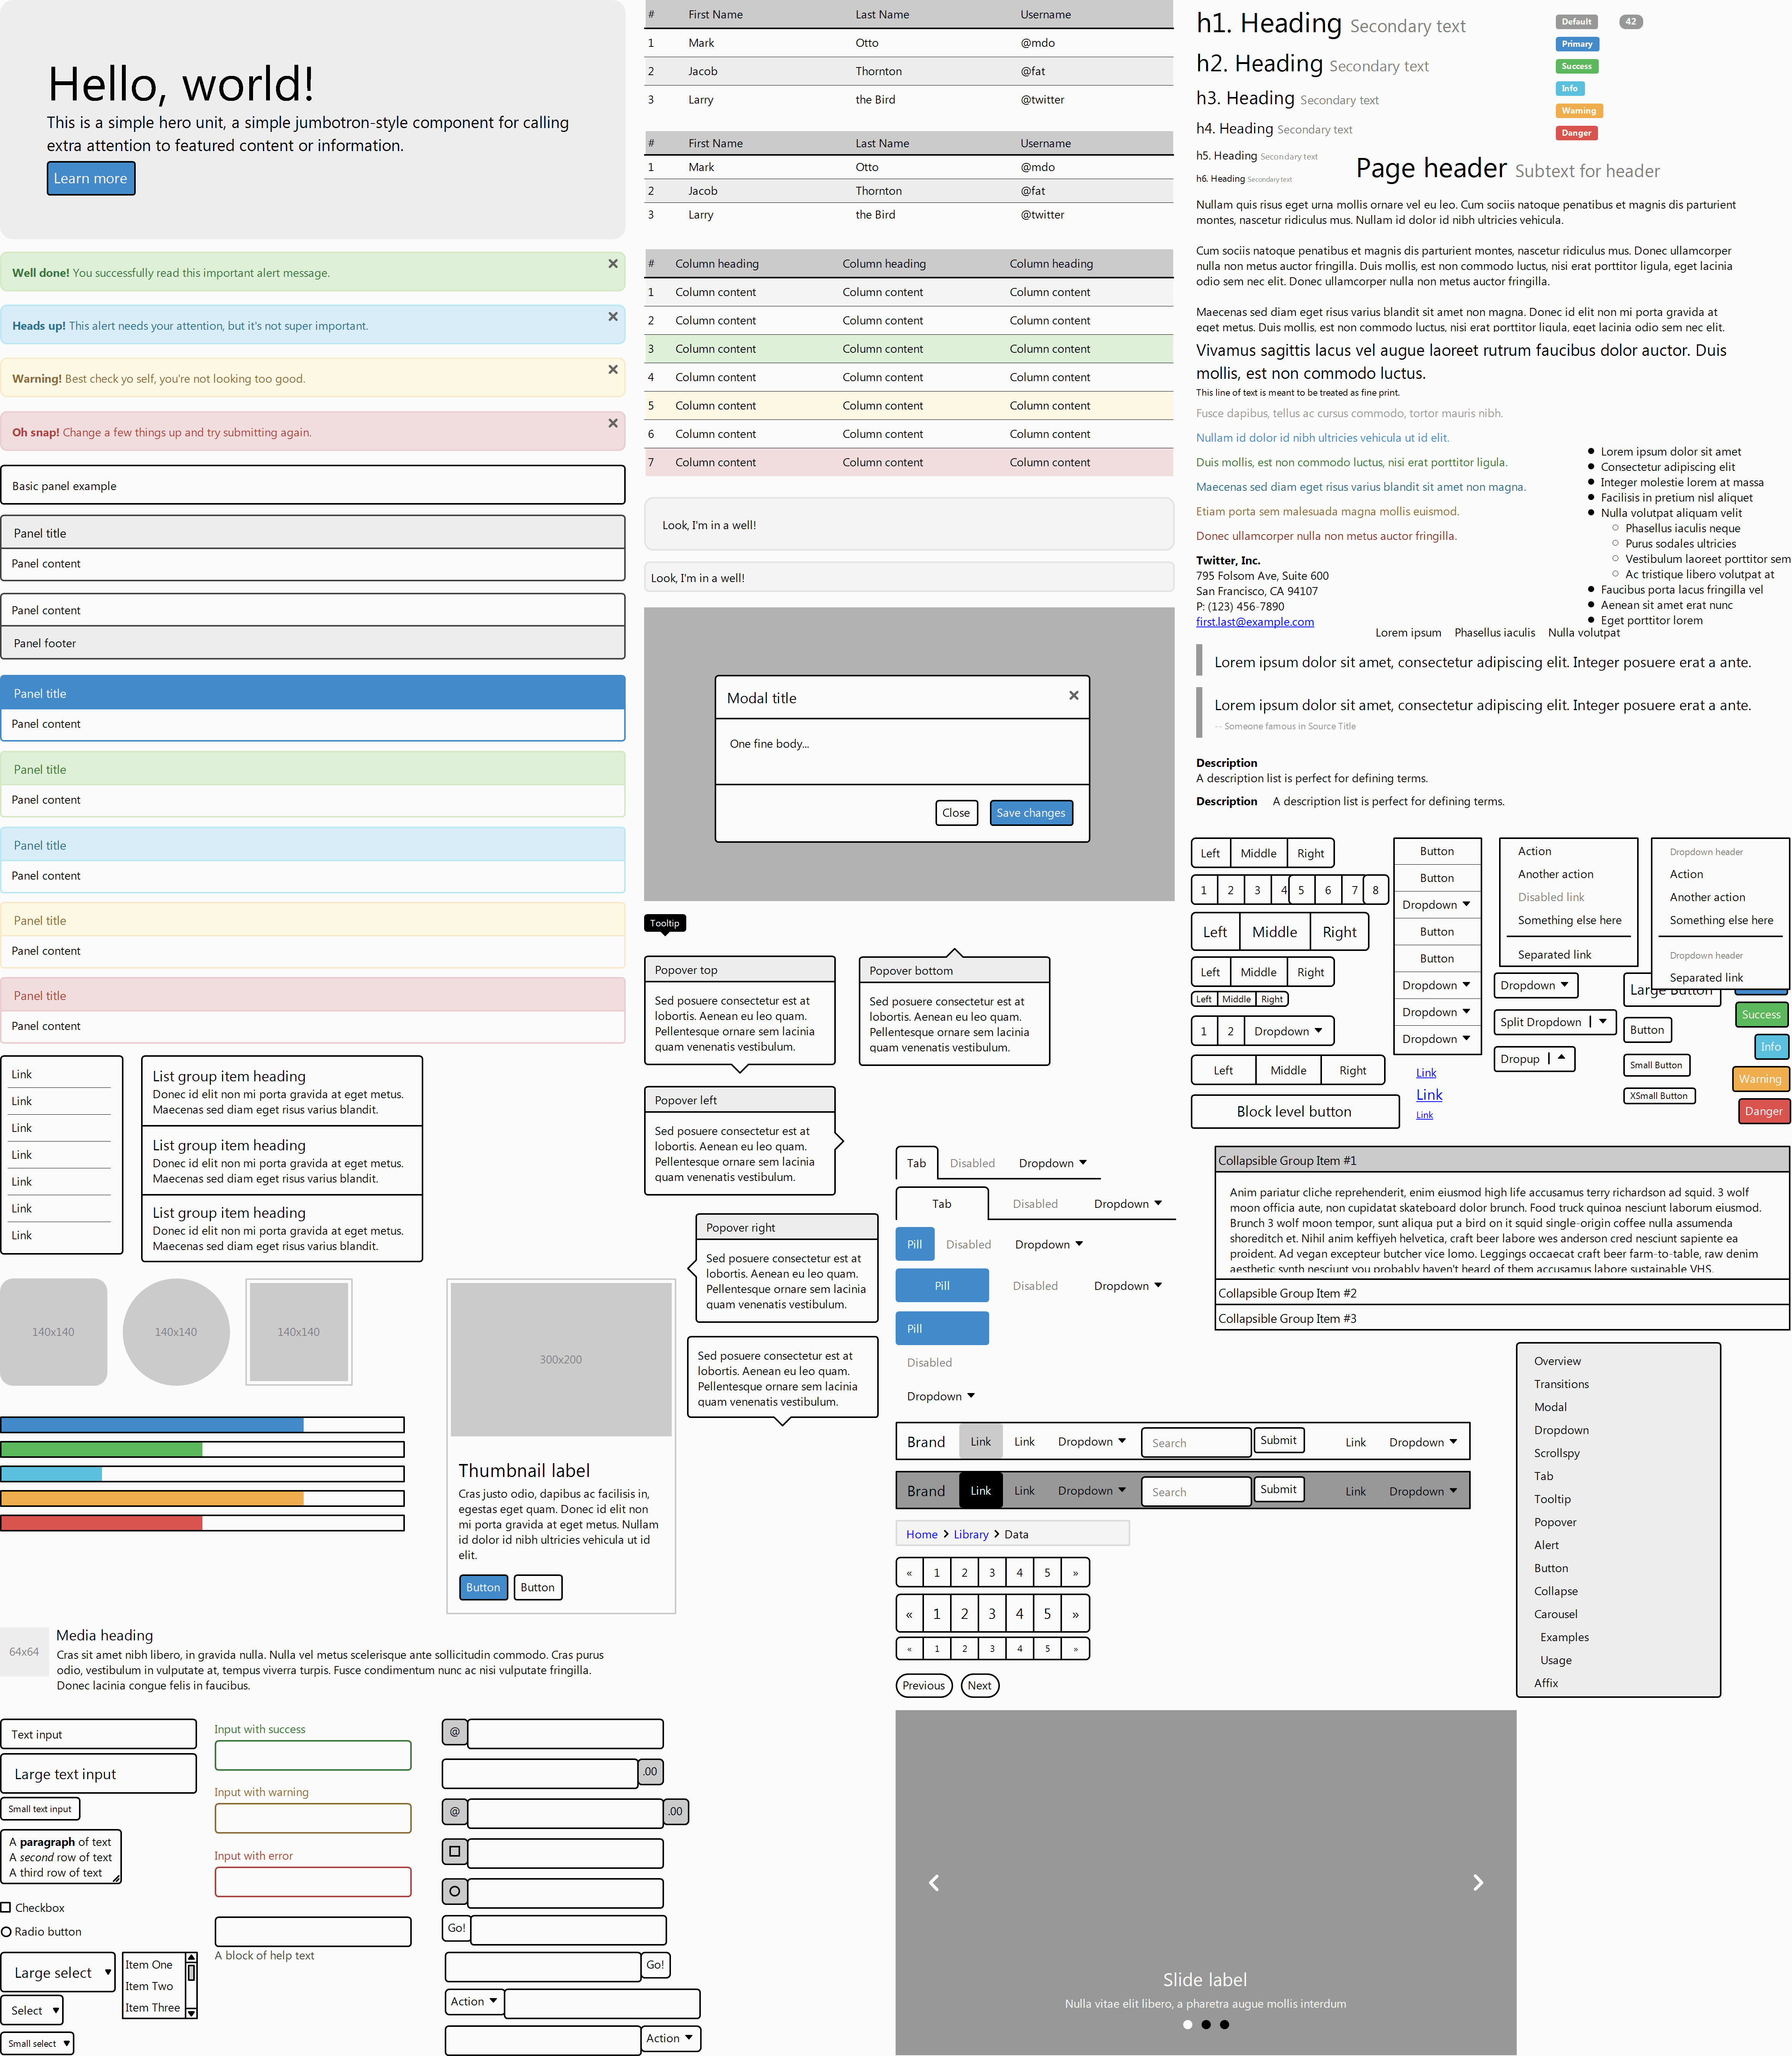 Hello, world!
This is a simple hero unit, a simple jumbotron-style component for calling
extra attention to featured content or information.
Learn more
Well done! You successfully read this important alert message.
Heads up! This alert needs your attention, but it's not super important.
Warning! Best check yo self, you're not looking too good.
Oh snap! Change a few things up and try submitting again.
Basic panel example
Panel title
Panel content
Panel content
Panel footer
Panel title
Panel content
Panel title
Panel content
Panel title
Panel content
Panel title
Panel content
Panel title
Panel content
Link
Link
Link
Link
Link
Link
Link
List group item heading
Donec id elit non mi porta gravida at eget metus.
Maecenas sed diam eget risus varius blandit.
List group item heading
Donec id elit non mi porta gravida at eget metus.
Maecenas sed diam eget risus varius blandit.
List group item heading
Donec id elit non mi porta gravida at eget metus.
Maecenas sed diam eget risus varius blandit.
140x140 140x140 140x140
300x200
Thumbnail label
Cras justo odio, dapibus ac facilisis in,
egestas eget quam. Donec id elit non
mi porta gravida at eget metus. Nullam
id dolor id nibh ultricies vehicula ut id
elit.
Button Button
64x64
Media heading
Cras sit amet nibh libero, in gravida nulla. Nulla vel metus scelerisque ante sollicitudin commodo. Cras purus
odio, vestibulum in vulputate at, tempus viverra turpis. Fusce condimentum nunc ac nisi vulputate fringilla.
Donec lacinia congue felis in faucibus.
Text input
Large text input
Small text input
A paragraph of text
A second row of text
A third row of text
Checkbox
Radio button
Large select
Select
Small select
Item One
Item Two
Item Three
Input with success
Input with warning
Input with error
A block of help text
@
.00
@ .00
Go!
Go!
Action
Action
# First Name Last Name Username
1 Mark Otto @mdo
2 Jacob Thornton @fat
3 Larry the Bird @twitter
# First Name Last Name Username
1 Mark Otto @mdo
2 Jacob Thornton @fat
3 Larry the Bird @twitter
# Column heading Column heading Column heading
1 Column content Column content Column content
2 Column content Column content Column content
3 Column content Column content Column content
4 Column content Column content Column content
5 Column content Column content Column content
6 Column content Column content Column content
7 Column content Column content Column content
Look, I'm in a well!
Look, I'm in a well!
Modal title
One fine body...
Close Save changes
Tooltip
Popover top
Sed posuere consectetur est at
lobortis. Aenean eu leo quam.
Pellentesque ornare sem lacinia
quam venenatis vestibulum.
Popover bottom
Sed posuere consectetur est at
lobortis. Aenean eu leo quam.
Pellentesque ornare sem lacinia
quam venenatis vestibulum.
Popover left
Sed posuere consectetur est at
lobortis. Aenean eu leo quam.
Pellentesque ornare sem lacinia
quam venenatis vestibulum.
Popover right
Sed posuere consectetur est at
lobortis. Aenean eu leo quam.
Pellentesque ornare sem lacinia
quam venenatis vestibulum.
Sed posuere consectetur est at
lobortis. Aenean eu leo quam.
Pellentesque ornare sem lacinia
quam venenatis vestibulum.
h1. Heading Secondary text
h2. Heading Secondary text
h3. Heading Secondary text
h4. Heading Secondary text
h5. Heading Secondary text
h6. Heading Secondary text
Default 42
Primary
Success
Info
Warning
Danger
Page header Subtext for header
Nullam quis risus eget urna mollis ornare vel eu leo. Cum sociis natoque penatibus et magnis dis parturient
montes, nascetur ridiculus mus. Nullam id dolor id nibh ultricies vehicula.
Cum sociis natoque penatibus et magnis dis parturient montes, nascetur ridiculus mus. Donec ullamcorper
nulla non metus auctor fringilla. Duis mollis, est non commodo luctus, nisi erat porttitor ligula, eget lacinia
odio sem nec elit. Donec ullamcorper nulla non metus auctor fringilla.
Maecenas sed diam eget risus varius blandit sit amet non magna. Donec id elit non mi porta gravida at
eget metus. Duis mollis, est non commodo luctus, nisi erat porttitor ligula, eget lacinia odio sem nec elit.
Vivamus sagittis lacus vel augue laoreet rutrum faucibus dolor auctor. Duis
mollis, est non commodo luctus.
This line of text is meant to be treated as fine print.
Fusce dapibus, tellus ac cursus commodo, tortor mauris nibh.
Nullam id dolor id nibh ultricies vehicula ut id elit.
Duis mollis, est non commodo luctus, nisi erat porttitor ligula.
Maecenas sed diam eget risus varius blandit sit amet non magna.
Etiam porta sem malesuada magna mollis euismod.
Donec ullamcorper nulla non metus auctor fringilla.
Twitter, Inc.
795 Folsom Ave, Suite 600
San Francisco, CA 94107
P: (123) 456-7890
first.last@example.com
Lorem ipsum dolor sit amet
Consectetur adipiscing elit
Integer molestie lorem at massa
Facilisis in pretium nisl aliquet
Nulla volutpat aliquam velit
Phasellus iaculis neque
Purus sodales ultricies
Vestibulum laoreet porttitor sem
Ac tristique libero volutpat at
Faucibus porta lacus fringilla vel
Aenean sit amet erat nunc
Eget porttitor lorem
Lorem ipsum Phasellus iaculis Nulla volutpat
Lorem ipsum dolor sit amet, consectetur adipiscing elit. Integer posuere erat a ante.
Lorem ipsum dolor sit amet, consectetur adipiscing elit. Integer posuere erat a ante.
-- Someone famous in Source Title
Description
A description list is perfect for defining terms.
Description A description list is perfect for defining terms.
Left Middle Right
1 2 3 4 5 6 7 8
Left Middle Right
Left Middle Right
Left Middle Right
1 2 Dropdown
Left Middle Right
Block level button
Button
Button
Dropdown
Button
Button
Dropdown
Dropdown
Dropdown
Link
Link
Link
Action
Another action
Disabled link
Something else here
Separated link
Dropdown header
Action
Another action
Something else here
Dropdown header
Separated link
Dropdown
Split Dropdown
Dropup
Large Button
Button
Small Button
XSmall Button
Success
Info
Warning
Danger
Tab Disabled Dropdown
Tab Disabled Dropdown
Pill Disabled Dropdown
Pill Disabled Dropdown
Pill
Disabled
Dropdown
Collapsible Group Item #1
Anim pariatur cliche reprehenderit, enim eiusmod high life accusamus terry richardson ad squid. 3 wolf
moon officia aute, non cupidatat skateboard dolor brunch. Food truck quinoa nesciunt laborum eiusmod.
Brunch 3 wolf moon tempor, sunt aliqua put a bird on it squid single-origin coffee nulla assumenda
shoreditch et. Nihil anim keffiyeh helvetica, craft beer labore wes anderson cred nesciunt sapiente ea
proident. Ad vegan excepteur butcher vice lomo. Leggings occaecat craft beer farm-to-table, raw denim
aesthetic synth nesciunt you probably haven't heard of them accusamus labore sustainable VHS.
Collapsible Group Item #2
Collapsible Group Item #3
Brand Link Link Dropdown Search Submit Link Dropdown
Brand Link Link Dropdown Search Submit Link Dropdown
Home Library Data
« 1 2 3 4 5 »
« 1 2 3 4 5 »
« 1 2 3 4 5 »
Previous Next
Overview
Transitions
Modal
Dropdown
Scrollspy
Tab
Tooltip
Popover
Alert
Button
Collapse
Carousel
Examples
Usage
Affix
Slide label
Nulla vitae elit libero, a pharetra augue mollis interdum